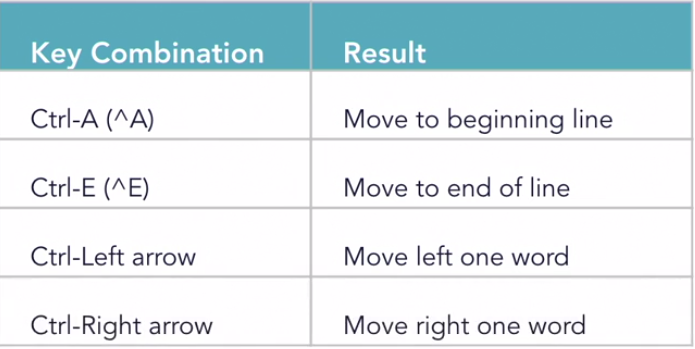 Key Combination Result
Ctrl-A (^A) Move to beginning line
Ctrl-E (^E) Move to end of line
Ctrl-Left arrow Move left one word
Ctrl-Right arrow Move right one word